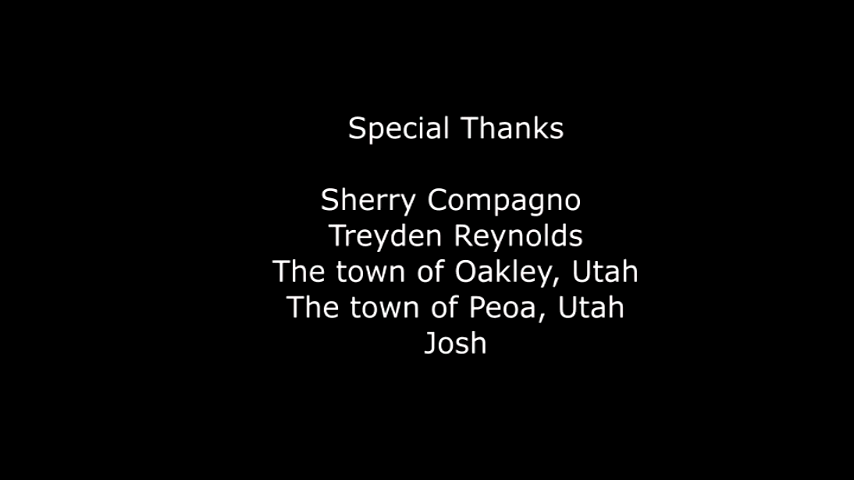 Special Thanks
Sherry Compagno
Treyden Reynolds
The town of Oakley, Utah
The town of Peoa, Utah
Josh